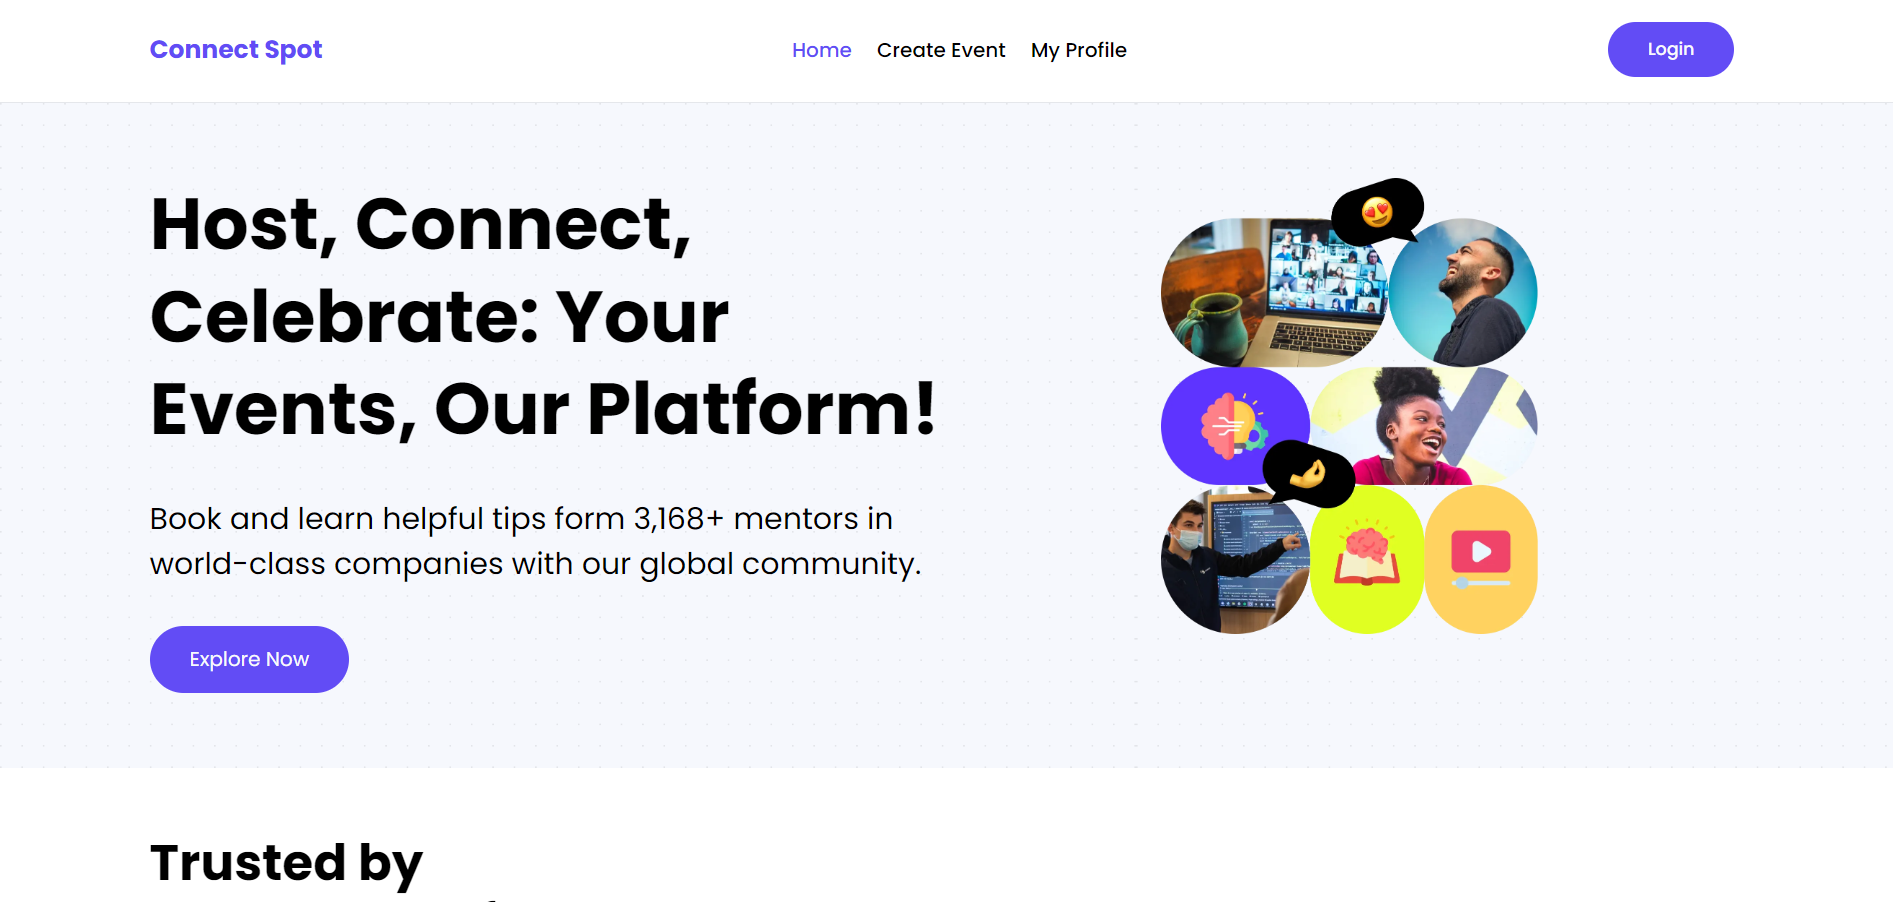 Connect Spot
Home Create Event My Profile
Login
Host, Connect,
Celebrate: Your
Events, Our Platform!
Book and learn helpful tips form 3,168+ mentors in
world-class companies with our global community.
Explore Now
Trusted by